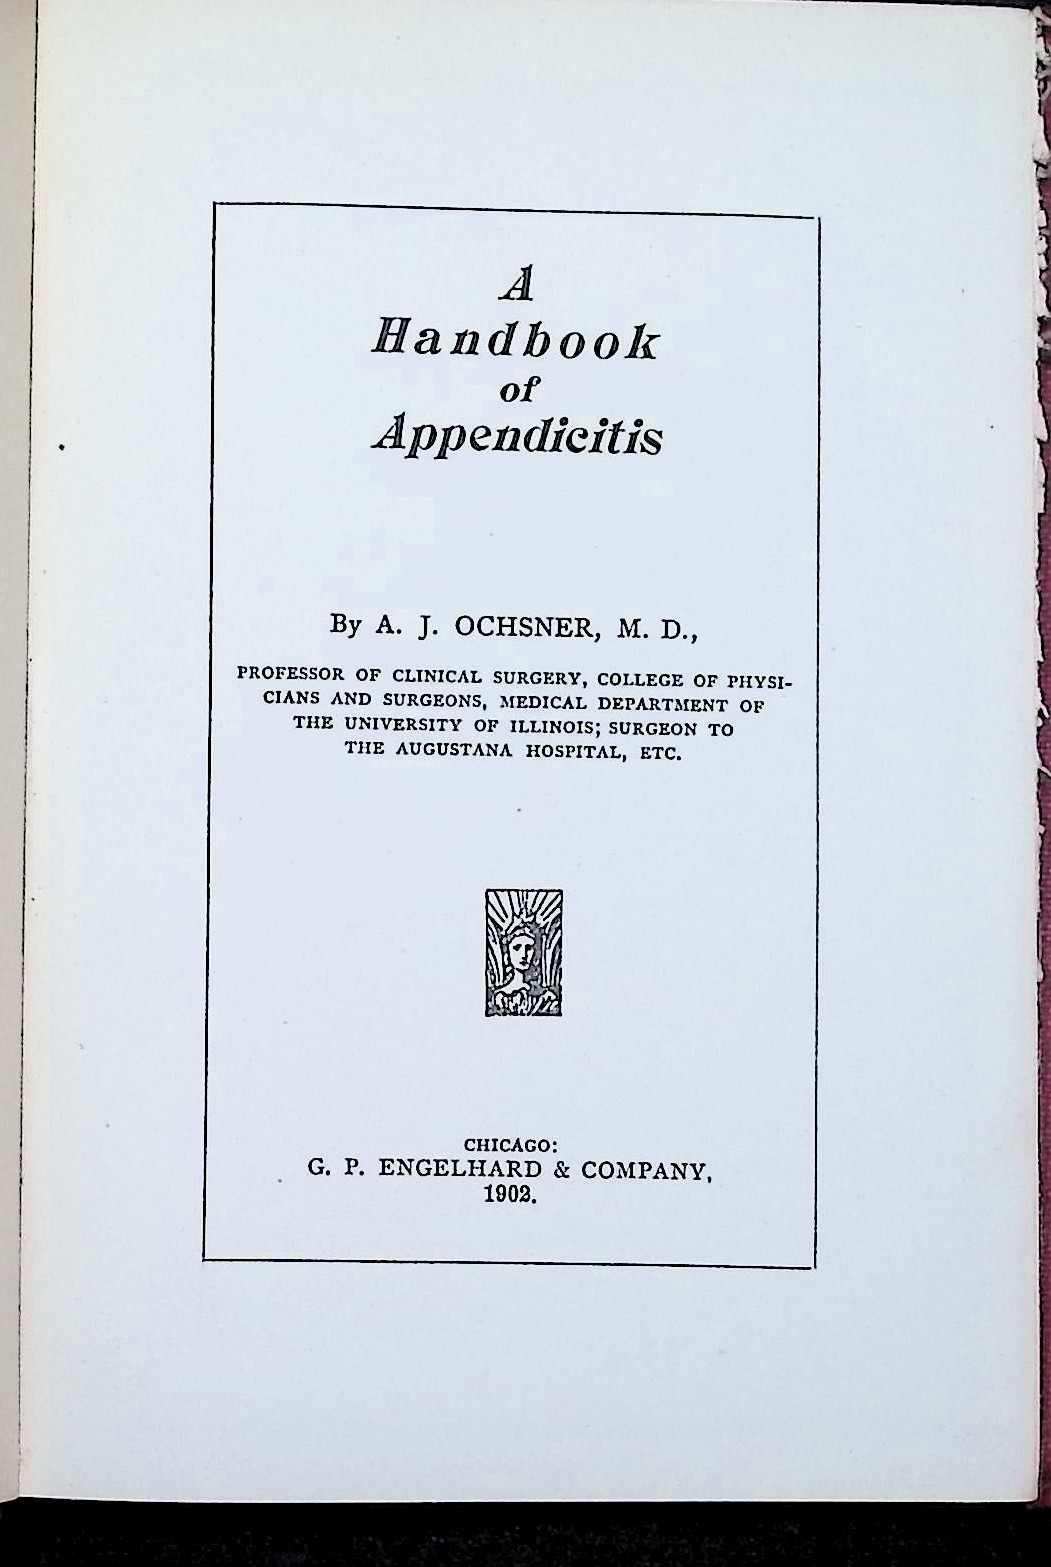 A
Handbook
of
Appendicitis
By A. J. OCHSNER, M. D.,
PROFESSOR OF CLINICAL SURGERY, COLLEGE OF PHYSI-
CIANS AND SURGEONS, MEDICAL DEPARTMENT OF
THE UNIVERSITY OF ILLINOIS; SURGEON TO
THE AUGUSTANA HOSPITAL, ETC.
CHICAGO:
G. P. ENGELHARD & COMPANY,
1902.